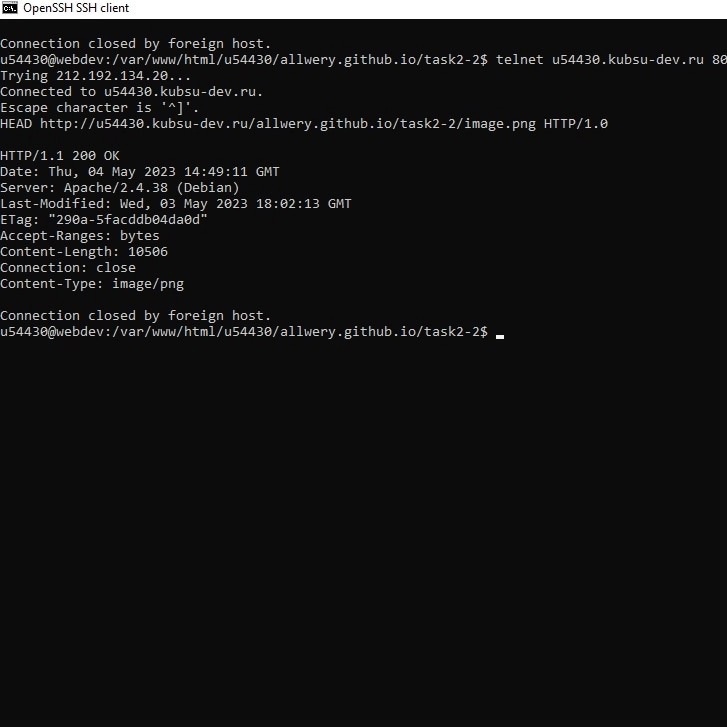 OpenSSH SSH client
Connection closed by foreign host.
u54430@webdev:/var/www/html/u54430/allwery.github.io/task2-2$ telnet u54430.kubsu-dev.ru 80
Trying 212.192.134.20...
Connected to u54430.kubsu-dev.ru.
Escape character is '^]'.
HEAD http://u54430.kubsu-dev.ru/allwery.github.io/task2-2/image.png HTTP/1.0
HTTP/1.1 200 OK
Date: Thu, 04 May 2023 14:49:11 GMT
Server: Apache/2.4.38 (Debian)
Last-Modified: Wed, 03 May 2023 18:02:13 GMT
ETag: "290a-5facddb04da0d"
Accept-Ranges: bytes
Content-Length: 10506
Connection: close
Content-Type: image/png
Connection closed by foreign host.
u54430@webdev:/var/www/html/u54430/allwery.github.io/task2-2$